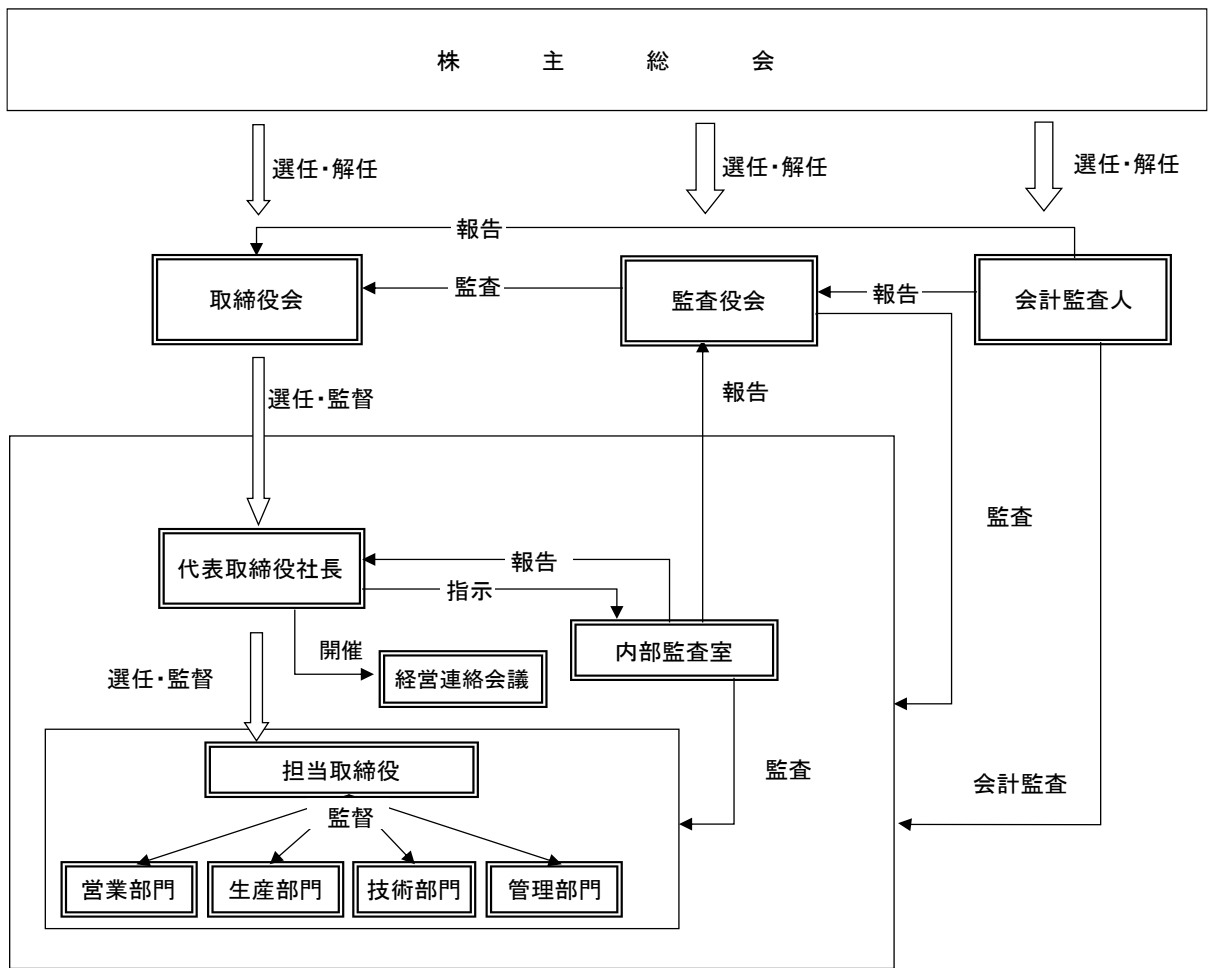 株主総会
選任・解任
選任・解任
選任・解任
報告
取締役会
監査
監査役会
報告
会計監査人
選任・監督
報告
監査
代表取締役社長
報告
指示
内部監査室
開催
経営連絡会議
選任・監督
担当取締役
監督
監査
会計監査
営業部門
生産部門
技術部門
管理部門